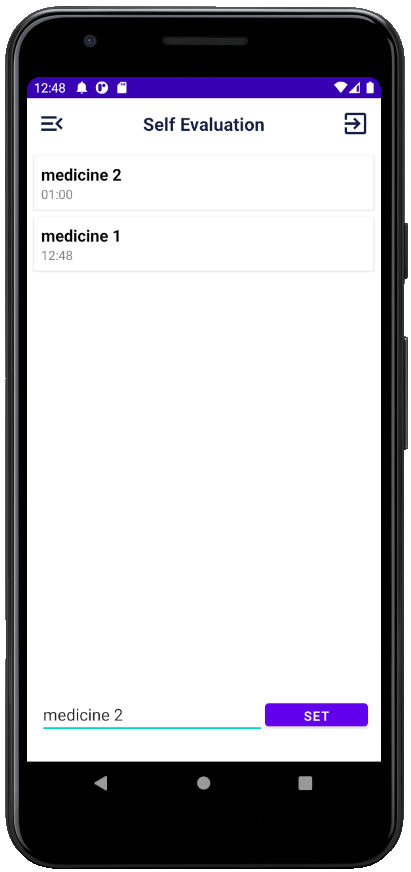 12:48
Self Evaluation
medicine 2
01:00
medicine 1
12:48
medicine 2
SET